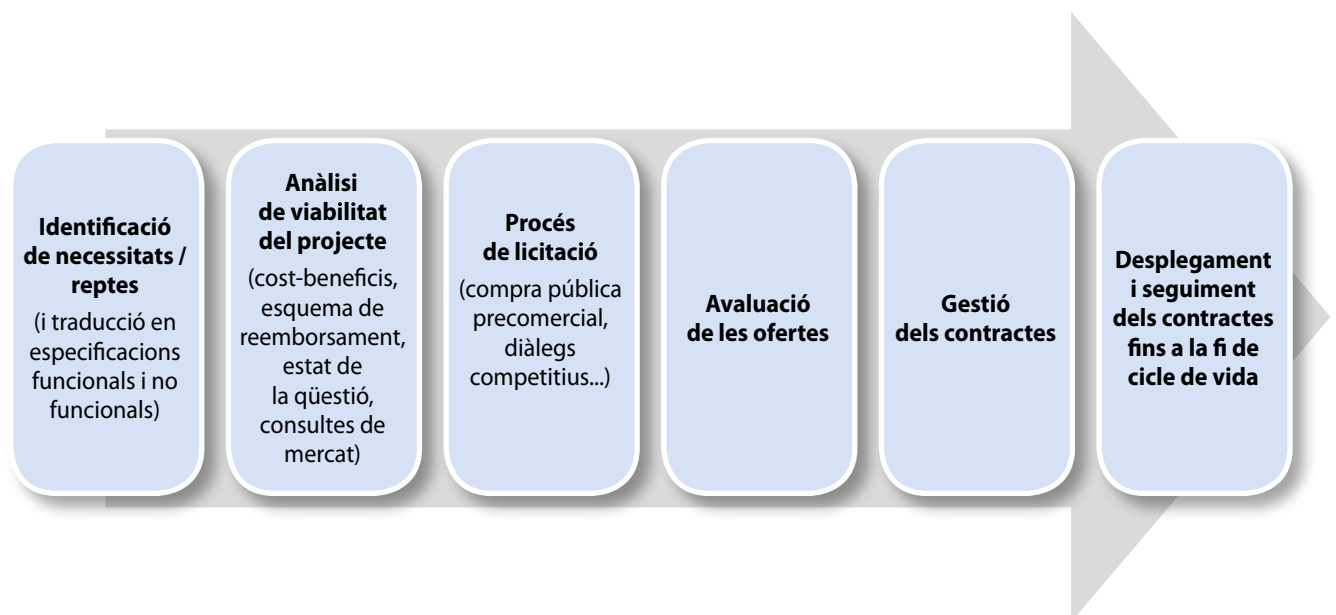 Identificació
de necessitats /
reptes
(i traducció en
especificacions
funcionals i no
funcionals)
Anàlisi
de viabilitat
del projecte
(cost-beneficis,
esquema de
reemborsament,
estat de
la qüestió,
consultes de
mercat)
Procés
de licitació
(compra pública
precomercial,
diàlegs
competitius...)
Avaluació
de les ofertes
Gestió
dels contractes
Desplegament
i seguiment
dels contractes
fins a la fi de
cicle de vida